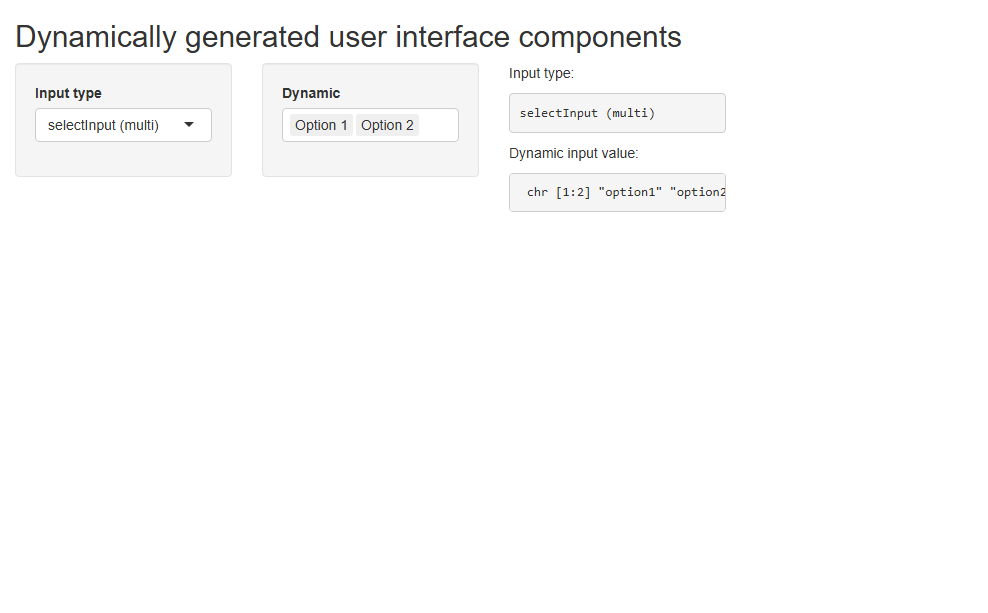 Dynamically generated user interface components
Input type
selectInput (multi)
Dynamic
Option 1 Option 2
Input type:
selectInput (multi)
Dynamic input value:
chr [1:2] "option1" "option2